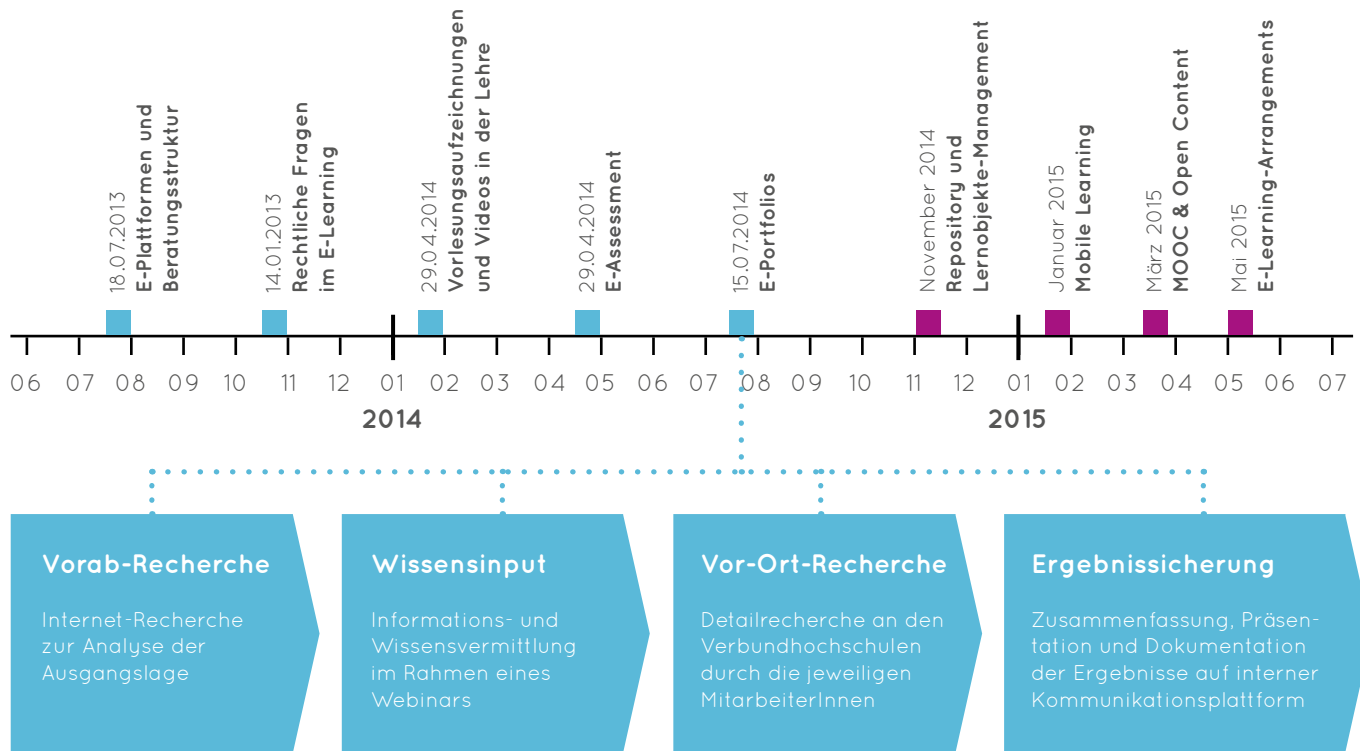 18.07.2013
E-Plattformen und
Beratungsstruktur
14.01.2013
Rechtliche Fragen
im E-Learning
29.04.2014
Vorlesungsaufzeichnungen
und Videos in der Lehre
29.04.2014
E-Assessment
15.07.2014
E-Portfolios
November 2014
Repository und
Lernobjekte-Management
Januar 2015
Mobile Learning
März 2015
MOOC & Open Content
Mai 2015
E-Learning-Arrangements
06 07 08 09 10 11 12 01 02 03 04 05 06 07 08 09 10 11 12 01 02 03 04 05 06 07
2014 2015
Vorab-Recherche
Internet-Recherche
zur Analyse der
Ausgangslage
Wissensinput
Informations- und
Wissensvermittlung
im Rahmen eines
Webinars
Vor-Ort-Recherche
Detailrecherche an den
Verbundhochschulen
durch die jeweiligen
MitarbeiterInnen
Ergebnissicherung
Zusammenfassung, Präsen-
tation und Dokumentation
der Ergebnisse auf interner
Kommunikationsplattform